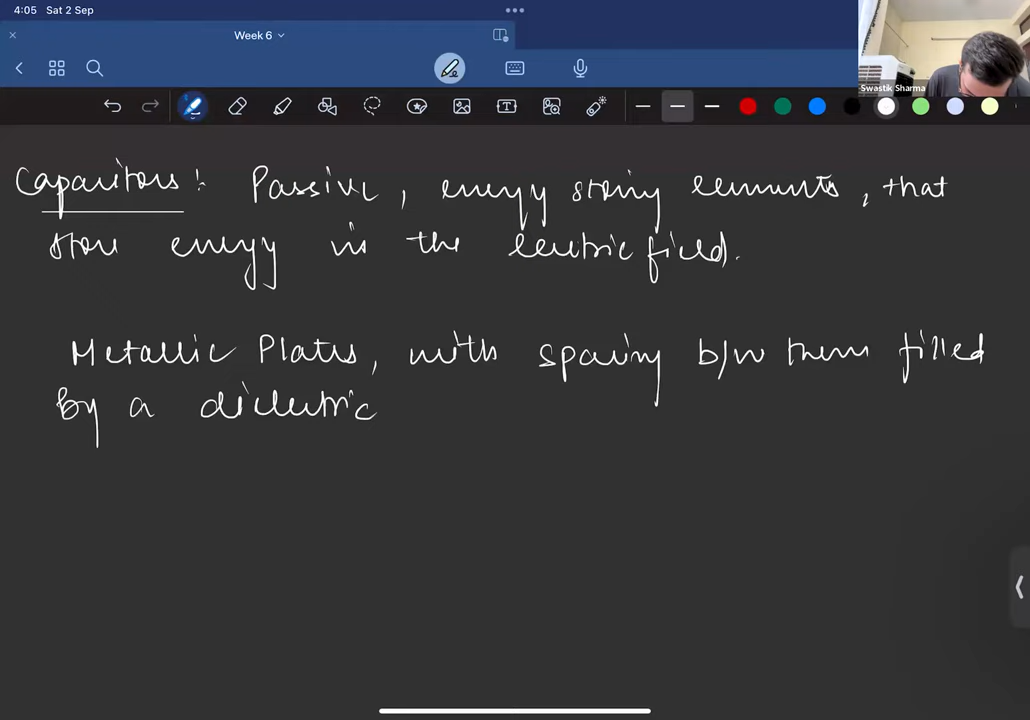 4:05 Sat 2 Sep
Week 6
Swastik Sharma
Capacitors: Passive, energy storing elements, that
store energy in the electric field.
Metallic Plates, with spacing b/w them filled
by a dielectric